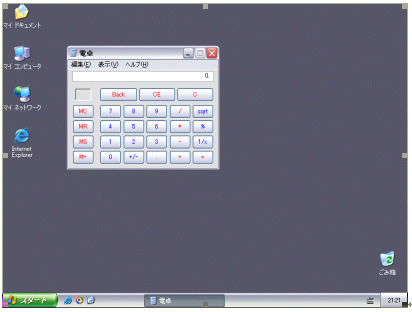 マイ ドキュメント
マイ コンピュータ
マイ ネットワーク
Internet
Explorer
電卓
編集(E) 表示(V) ヘルプ(H)
0.
Back CE C
MC 7 8 9 / sqrt
MR 4 5 6 * %
MS 1 2 3 - 1/x
M+ 0 +/- . + =
ごみ箱
スタート 電卓 21:21